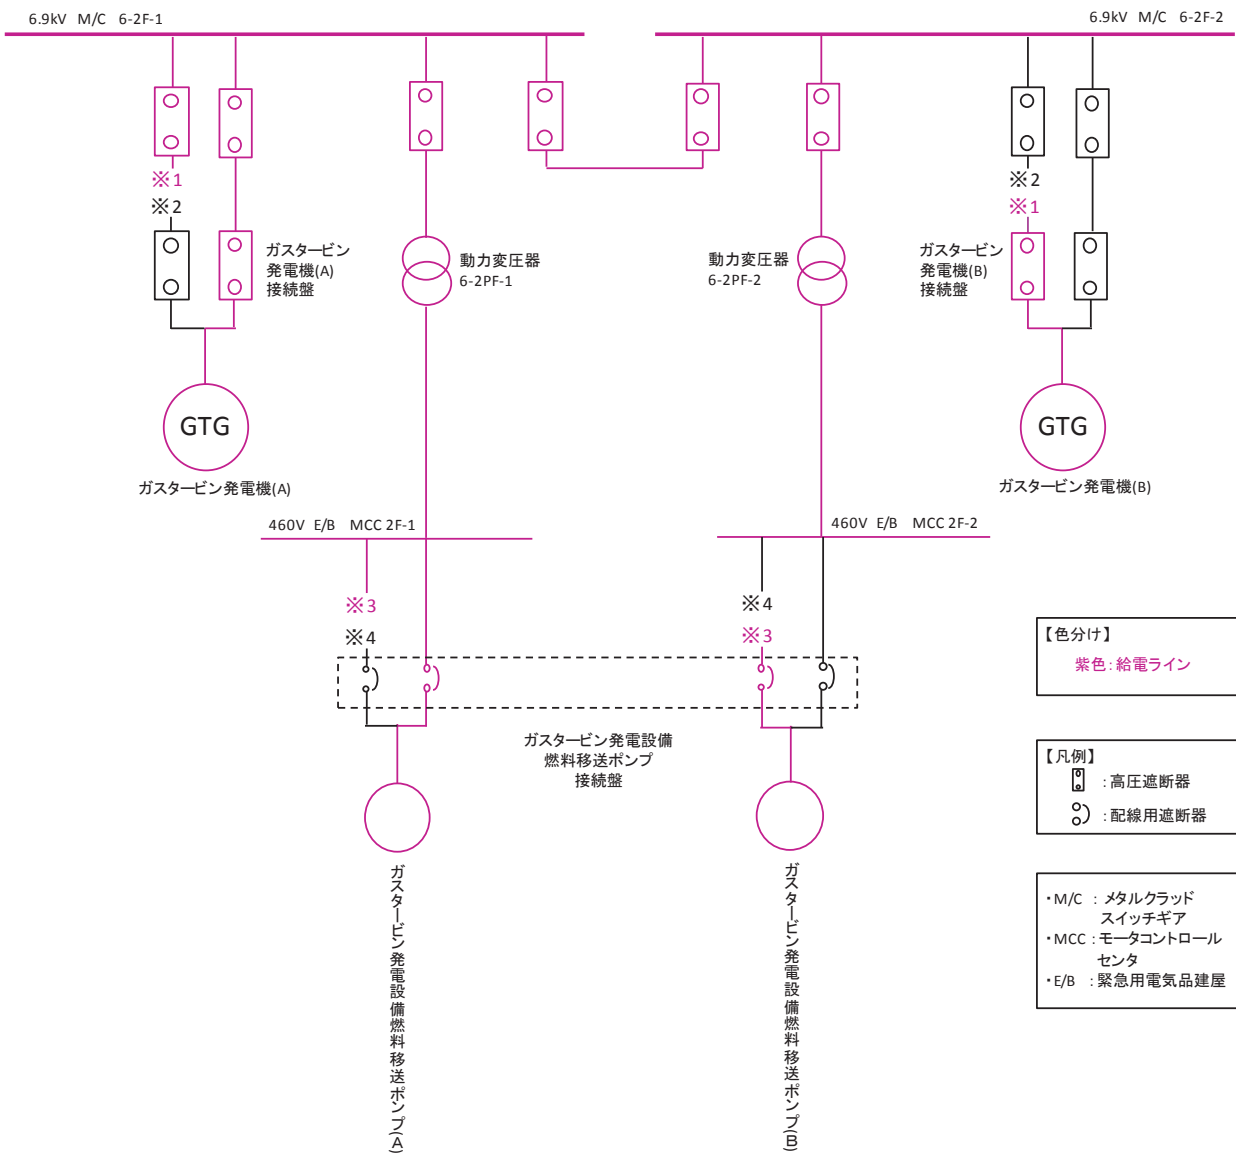 6.9kV M/C 6-2F-1
6.9kV M/C 6-2F-2
※1
※2
ガスタービン
発電機(A)
接続盤
動力変圧器
6-2PF-1
動力変圧器
6-2PF-2
※2
※1
ガスタービン
発電機(B)
接続盤
GTG
ガスタービン発電機(A)
GTG
ガスタービン発電機(B)
460V E/B MCC 2F-1
460V E/B MCC 2F-2
※3
※4
※4
※3
ガスタービン発電設備
燃料移送ポンプ
接続盤
ガスタービン発電設備燃料移送ポンプ(A)
ガスタービン発電設備燃料移送ポンプ(B)
【色分け】
紫色：給電ライン
【凡例】
：高圧遮断器
：配線用遮断器
・M/C ：メタルクラッド
スイッチギア
・MCC：モータコントロール
センタ
・E/B ：緊急用電気品建屋